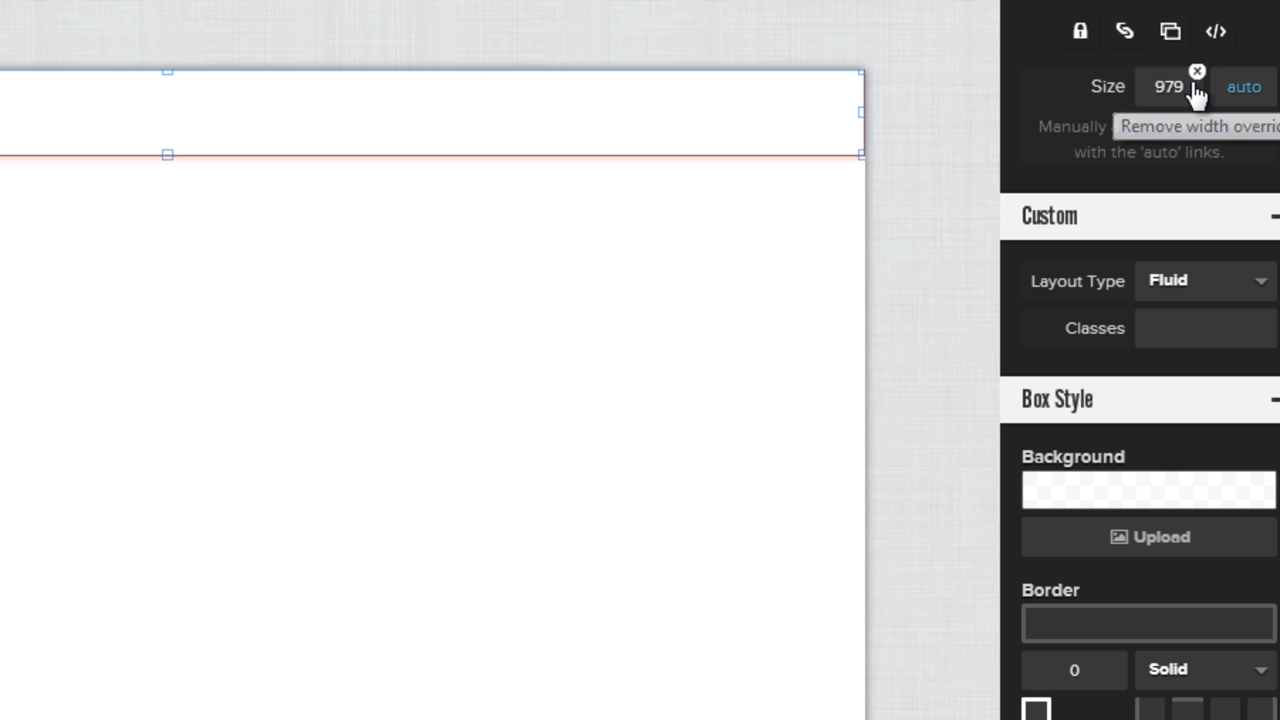 Size 979 auto
Manually Remove width overri
with the 'auto' links.
Custom
Layout Type Fluid
Classes
Box Style
Background
Upload
Border
0 Solid